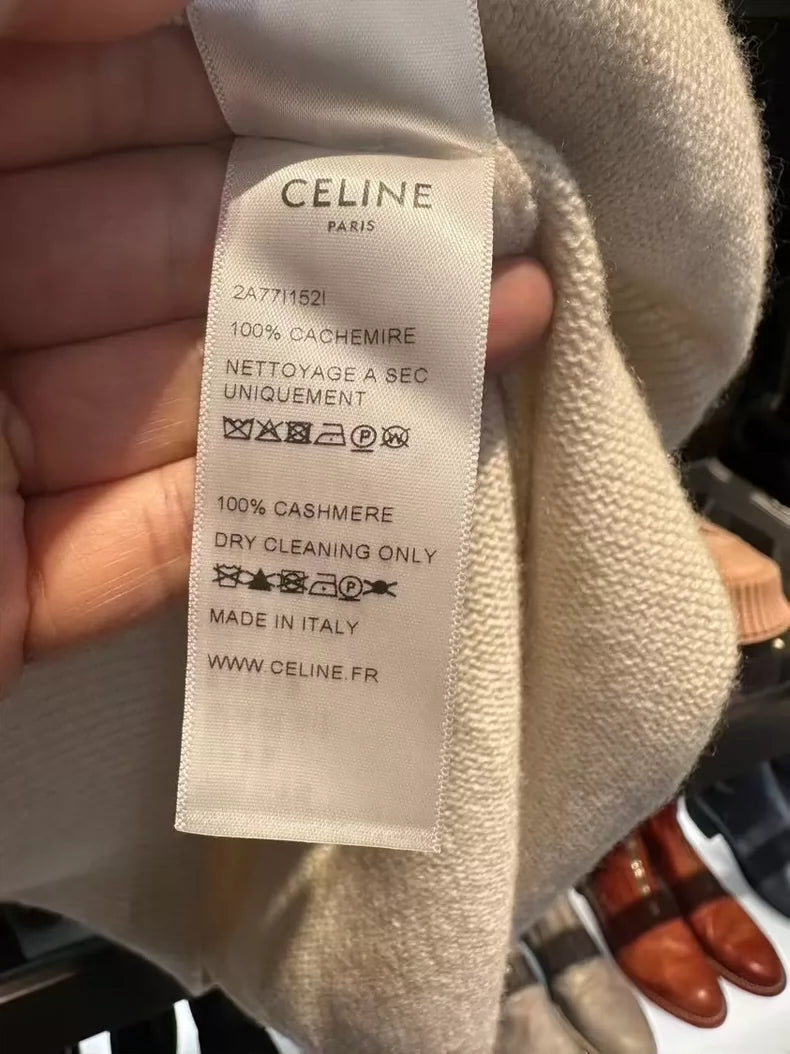 CELINE
PARIS
2A77I152I
100% CACHEMIRE
NETTOYAGE A SEC
UNIQUEMENT
100% CASHMERE
DRY CLEANING ONLY
MADE IN ITALY
WWW.CELINE.FR